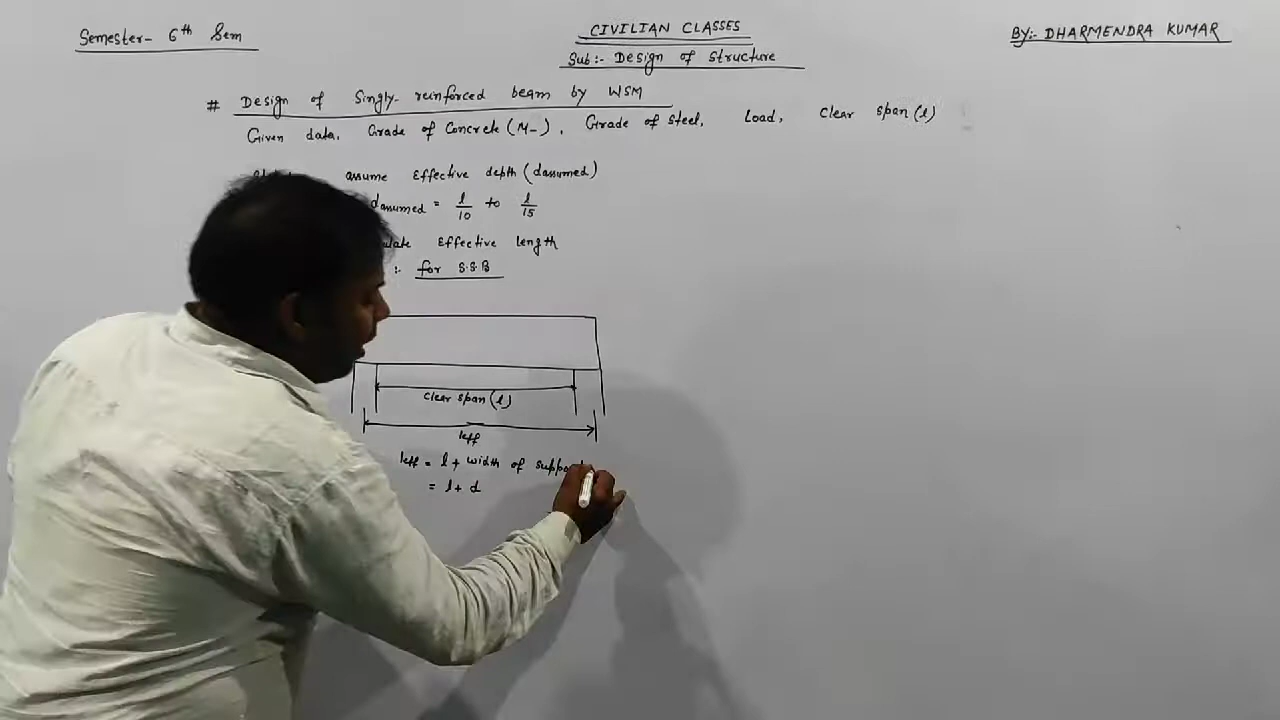 Semester- 6th Sem
CIVILIAN CLASSES
Sub:- Design of Structure
BY:- DHARMENDRA KUMAR
# Design of Singly-reinforced beam by WSM
Given data, Grade of Concrete (M-), Grade of Steel, Load, Clear Span (l)
assume Effective depth (dassumed)
dassumed = l/10 to l/15
Effective length
:- for S.S.B
Clear Span (l)
leff
leff = l + width of
= l + d